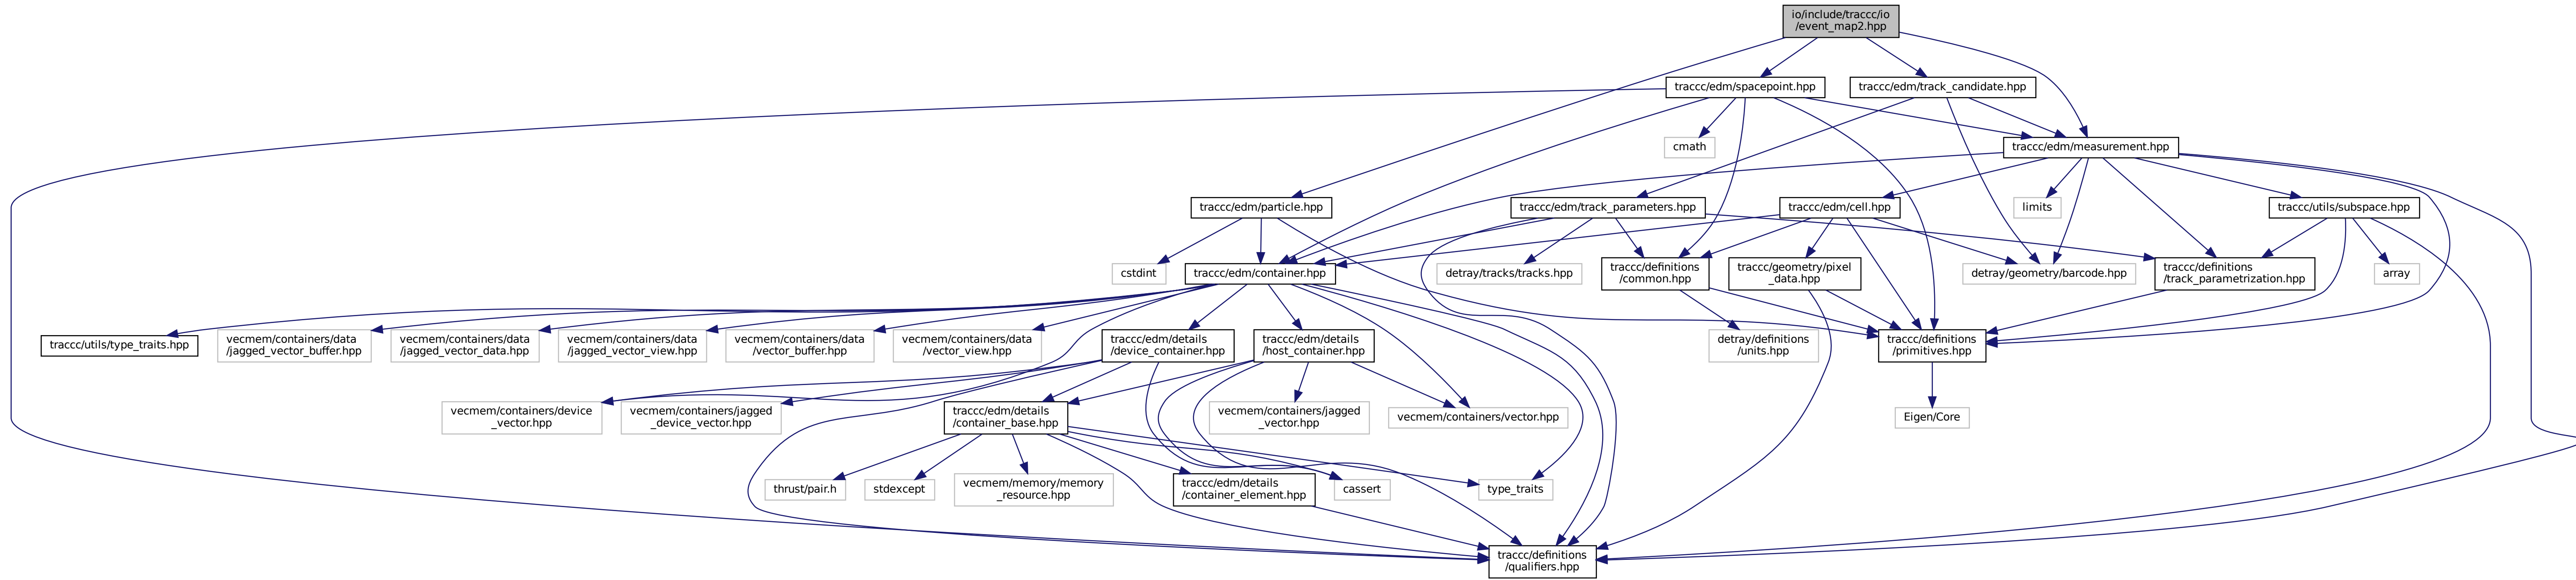 io/include/traccc/io
/event_map2.hpp
traccc/edm/spacepoint.hpp
traccc/edm/track_candidate.hpp
cmath
traccc/edm/measurement.hpp
traccc/edm/particle.hpp
traccc/edm/track_parameters.hpp
traccc/edm/cell.hpp
limits
traccc/utils/subspace.hpp
cstdint
traccc/edm/container.hpp
detray/tracks/tracks.hpp
traccc/definitions
/common.hpp
traccc/geometry/pixel
_data.hpp
detray/geometry/barcode.hpp
traccc/definitions
/track_parametrization.hpp
array
traccc/utils/type_traits.hpp
vecmem/containers/data
/jagged_vector_buffer.hpp
vecmem/containers/data
/jagged_vector_data.hpp
vecmem/containers/data
/jagged_vector_view.hpp
vecmem/containers/data
/vector_buffer.hpp
vecmem/containers/data
/vector_view.hpp
traccc/edm/details
/device_container.hpp
traccc/edm/details
/host_container.hpp
detray/definitions
/units.hpp
traccc/definitions
/primitives.hpp
vecmem/containers/device
_vector.hpp
vecmem/containers/jagged
_device_vector.hpp
traccc/edm/details
/container_base.hpp
vecmem/containers/jagged
_vector.hpp
vecmem/containers/vector.hpp
Eigen/Core
thrust/pair.h
stdexcept
vecmem/memory/memory
_resource.hpp
traccc/edm/details
/container_element.hpp
cassert
type_traits
traccc/definitions
/qualifiers.hpp